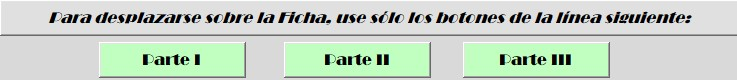 Para desplazarse sobre la Ficha, use sólo los botones de la línea siguiente:
Parte I Parte II Parte III